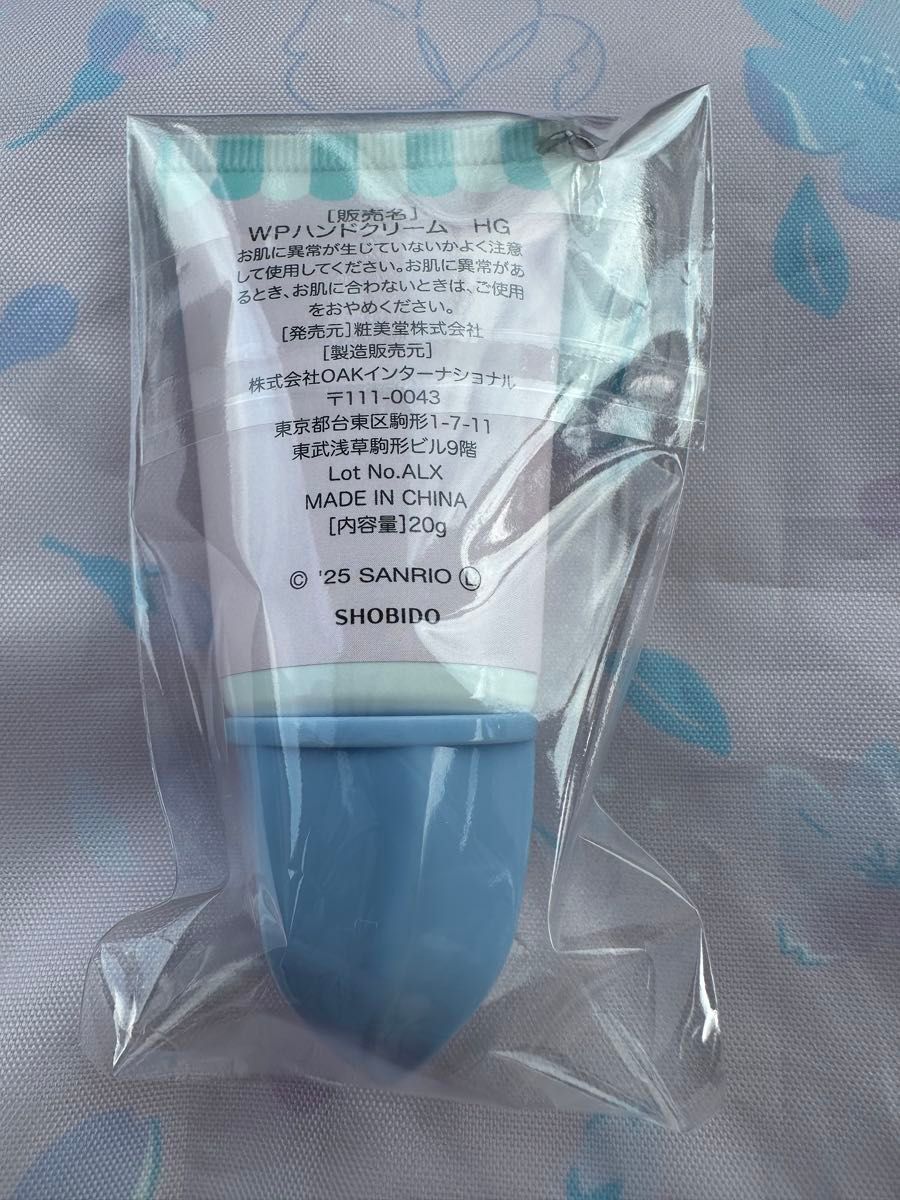 [販売名]
WPハンドクリーム HG
お肌に異常が生じていないかよく注意
して使用してください。お肌に異常があ
るとき、お肌に合わないときは、ご使用
をおやめください。
[発売元]粧美堂株式会社
[製造販売元]
株式会社OAKインターナショナル
〒111-0043
東京都台東区駒形1-7-11
東武浅草駒形ビル9階
Lot No.ALX
MADE IN CHINA
[内容量]20g
© '25 SANRIO Ⓛ
SHOBIDO